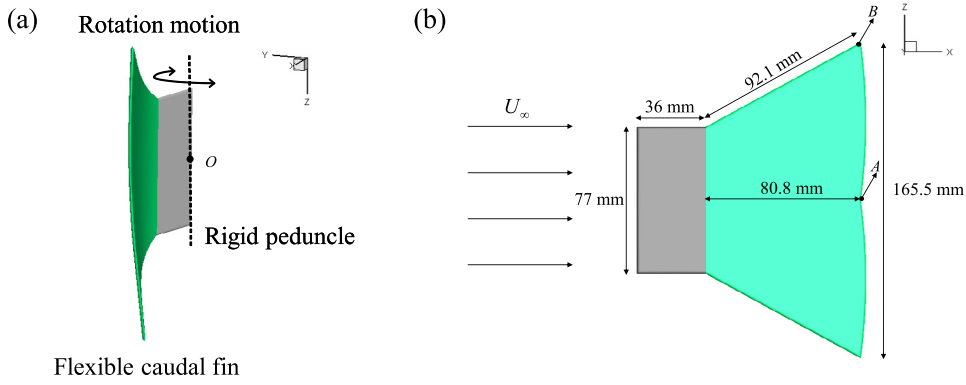 (a)
Rotation motion
Y
X
Z
O
Rigid peduncle
Flexible caudal fin
(b)
U∞
36 mm
92.1 mm
B
Z
Y
X
77 mm
80.8 mm
A
165.5 mm